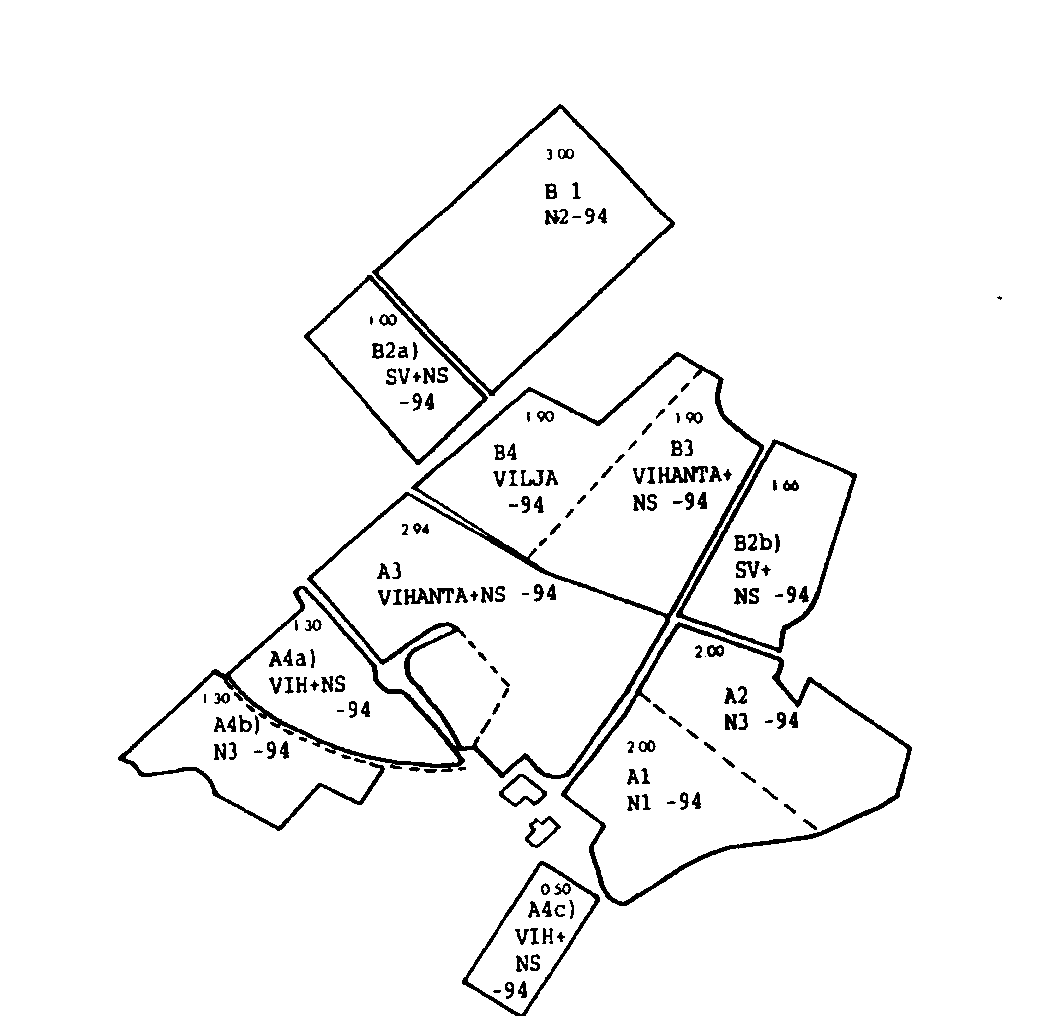 3 00
B 1
N2-94
1 00
B2a)
SV+NS
-94
1 90
B4
VILJA
-94
1 90
B3
VIHANTA+
NS -94
1 66
B2b)
SV+
NS -94
2 94
A3
VIHANTA+NS -94
1 30
A4a)
VIH+NS
-94
1 30
A4b)
N3 -94
2 00
A2
N3 -94
2 00
A1
N1 -94
0 50
A4c)
VIH+
NS
-94